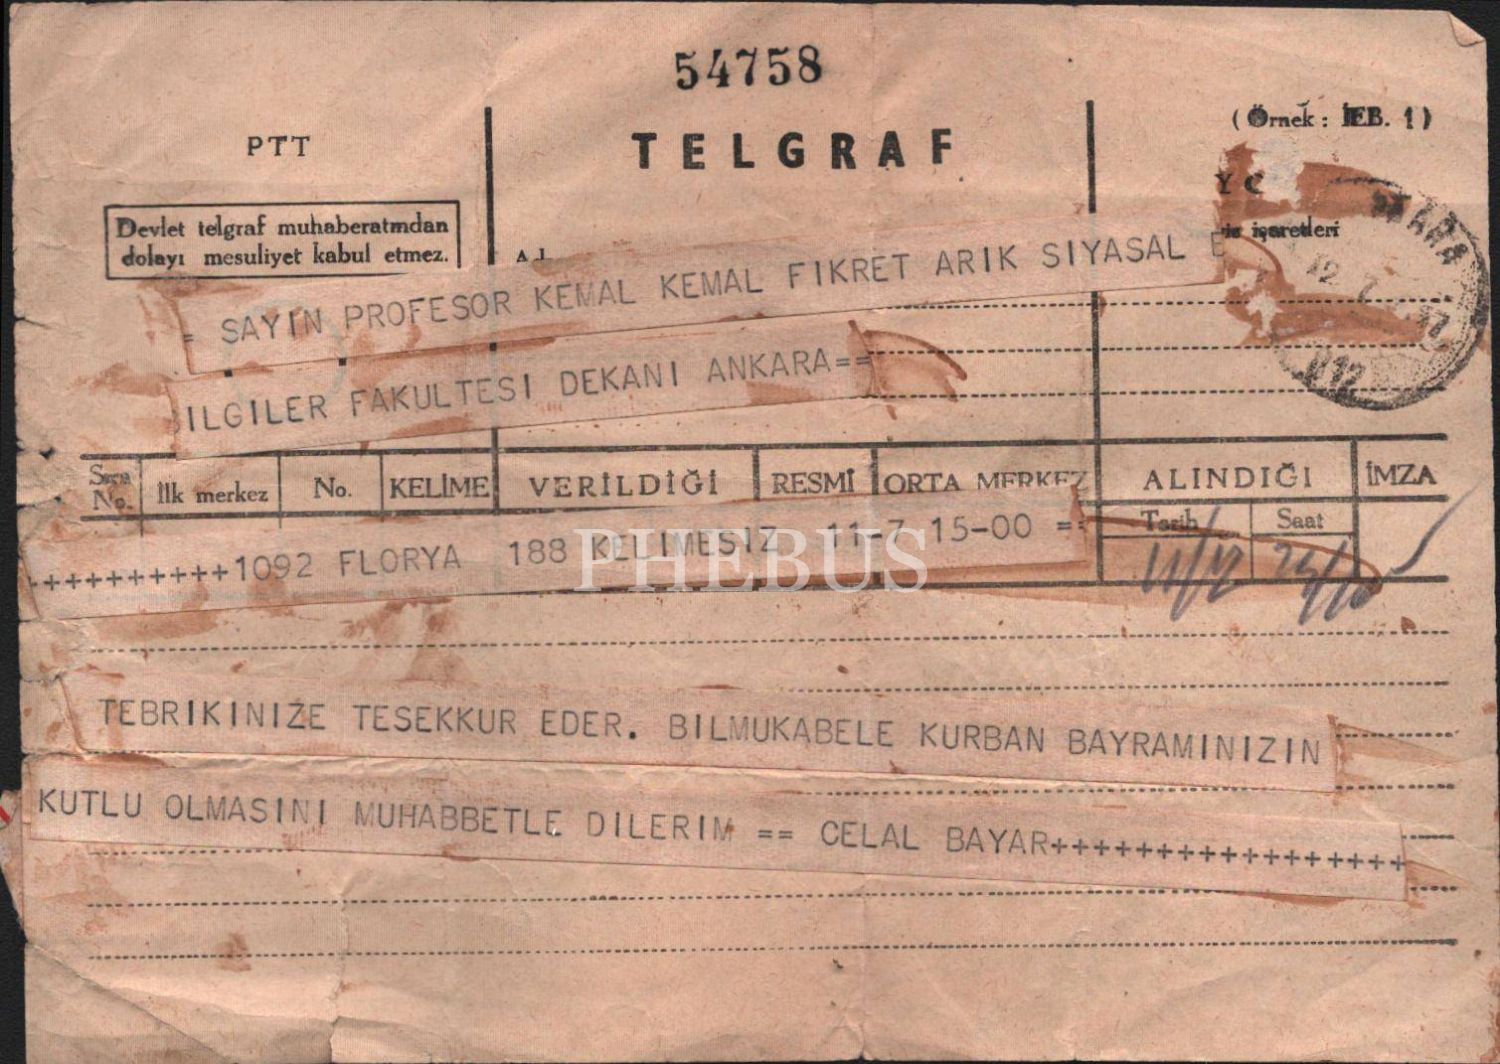 54758
PTT
TELGRAF
(Örnek: İEB. 1)
Devlet telgraf muhaberatından
dolayı mesuliyet kabul etmez.
işaretleri
= SAYIN PROFESOR KEMAL KEMAL FIKRET ARIK SIYASAL B
BILGILER FAKULTESI DEKANI ANKARA==
Sıra No. İlk merkez No. KELİME VERİLDİĞİ RESMİ ORTA MERKEZ ALINDIĞI İMZA
Tarih Saat
++++++++++1092 FLORYA 188 KELIMESIZ 11-7 15-00 ==
PHEBUS
TEBRIKINIZE TESEKKUR EDER. BILMUKABELE KURBAN BAYRAMINIZIN
KUTLU OLMASINI MUHABBETLE DILERIM == CELAL BAYAR+++++++++++++++++